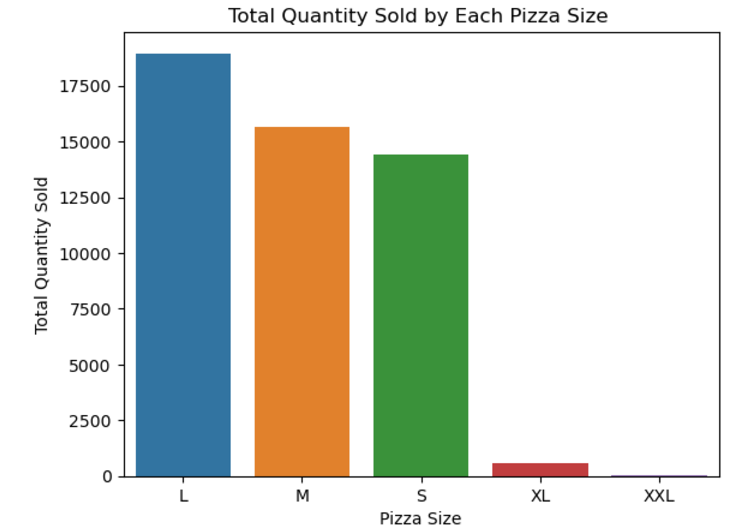 Total Quantity Sold by Each Pizza Size
Total Quantity Sold
17500
15000
12500
10000
7500
5000
2500
0
L M S XL XXL
Pizza Size